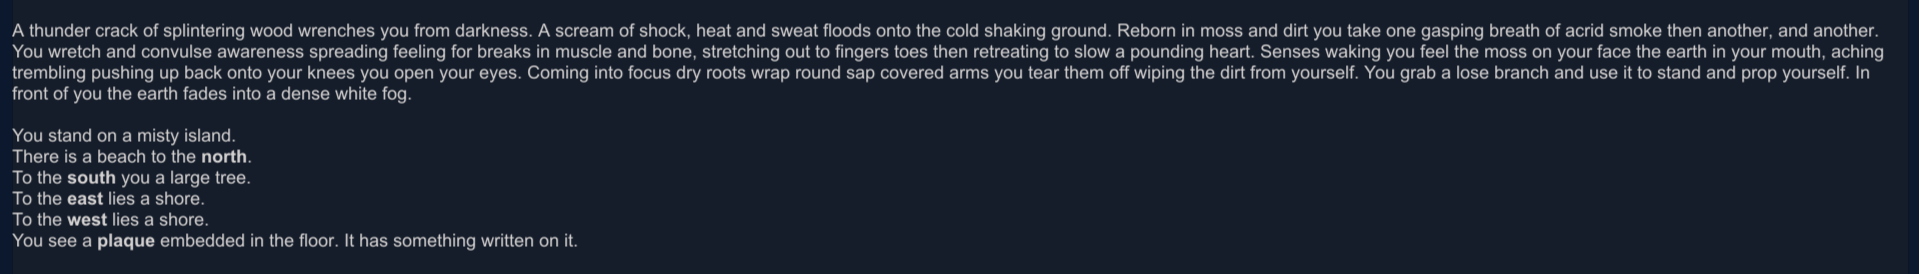 A thunder crack of splintering wood wrenches you from darkness. A scream of shock, heat and sweat floods onto the cold shaking ground. Reborn in moss and dirt you take one gasping breath of acrid smoke then another, and another.
You wretch and convulse awareness spreading feeling for breaks in muscle and bone, stretching out to fingers toes then retreating to slow a pounding heart. Senses waking you feel the moss on your face the earth in your mouth, aching
trembling pushing up back onto your knees you open your eyes. Coming into focus dry roots wrap round sap covered arms you tear them off wiping the dirt from yourself. You grab a lose branch and use it to stand and prop yourself. In
front of you the earth fades into a dense white fog.
You stand on a misty island.
There is a beach to the north.
To the south you a large tree.
To the east lies a shore.
To the west lies a shore.
You see a plaque embedded in the floor. It has something written on it.